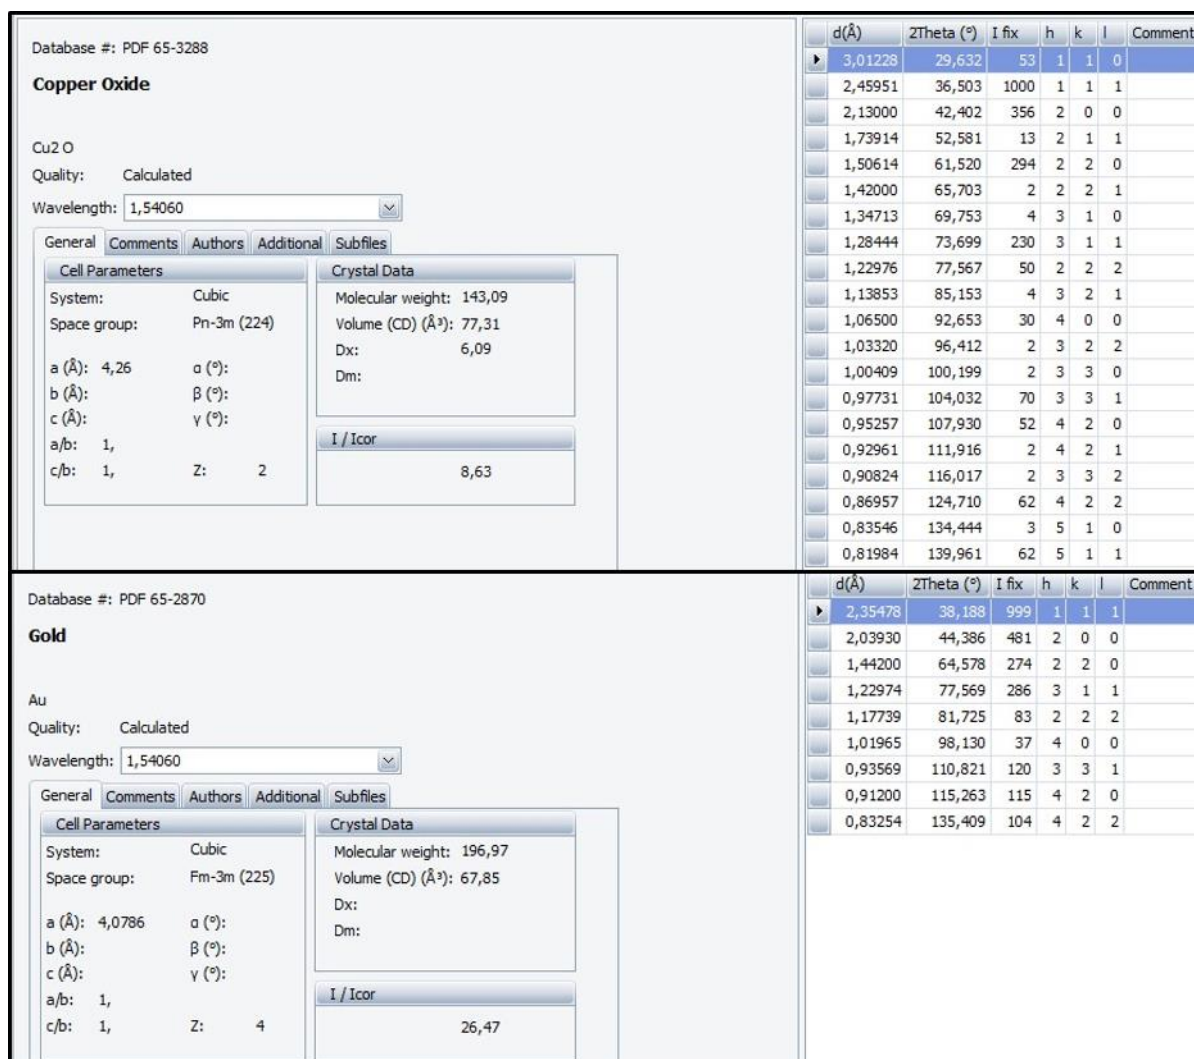 Database #: PDF 65-3288
Copper Oxide
Cu2 O
Quality: Calculated
Wavelength: 1,54060
General Comments Authors Additional Subfiles
Cell Parameters
System: Cubic
Space group: Pn-3m (224)
a (Å): 4,26 α (°):
b (Å): β (°):
c (Å): γ (°):
a/b: 1,
c/b: 1, Z: 2
Crystal Data
Molecular weight: 143,09
Volume (CD) (Å³): 77,31
Dx: 6,09
Dm:
I / Icor
8,63
d(Å) 2Theta (°) I fix h k l Comment
3,01228 29,632 53 1 1 0
2,45951 36,503 1000 1 1 1
2,13000 42,402 356 2 0 0
1,73914 52,581 13 2 1 1
1,50614 61,520 294 2 2 0
1,42000 65,703 2 2 2 1
1,34713 69,753 4 3 1 0
1,28444 73,699 230 3 1 1
1,22976 77,567 50 2 2 2
1,13853 85,153 4 3 2 1
1,06500 92,653 30 4 0 0
1,03320 96,412 2 3 2 2
1,00409 100,199 2 3 3 0
0,97731 104,032 70 3 3 1
0,95257 107,930 52 4 2 0
0,92961 111,916 2 4 2 1
0,90824 116,017 2 3 3 2
0,86957 124,710 62 4 2 2
0,83546 134,444 3 5 1 0
0,81984 139,961 62 5 1 1
Database #: PDF 65-2870
Gold
Au
Quality: Calculated
Wavelength: 1,54060
General Comments Authors Additional Subfiles
Cell Parameters
System: Cubic
Space group: Fm-3m (225)
a (Å): 4,0786 α (°):
b (Å): β (°):
c (Å): γ (°):
a/b: 1,
c/b: 1, Z: 4
Crystal Data
Molecular weight: 196,97
Volume (CD) (Å³): 67,85
Dx:
Dm:
I / Icor
26,47
d(Å) 2Theta (°) I fix h k l Comment
2,35478 38,188 999 1 1 1
2,03930 44,386 481 2 0 0
1,44200 64,578 274 2 2 0
1,22974 77,569 286 3 1 1
1,17739 81,725 83 2 2 2
1,01965 98,130 37 4 0 0
0,93569 110,821 120 3 3 1
0,91200 115,263 115 4 2 0
0,83254 135,409 104 4 2 2